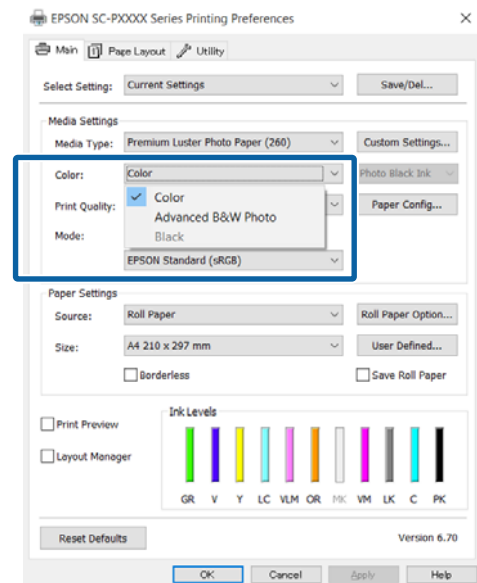 EPSON SC-PXXXX Series Printing Preferences
Main Page Layout Utility
Select Setting: Current Settings Save/Del...
Media Settings
Media Type: Premium Luster Photo Paper (260) Custom Settings...
Color: Color Photo Black Ink
Color
Print Quality: Paper Config...
Advanced B&W Photo
Mode: Black
EPSON Standard (sRGB)
Paper Settings
Source: Roll Paper Roll Paper Option...
Size: A4 210 x 297 mm User Defined...
Borderless Save Roll Paper
Print Preview Ink Levels
Layout Manager
GR V Y LC VLM OR MK VM LK C PK
Reset Defaults Version 6.70
OK Cancel Apply Help